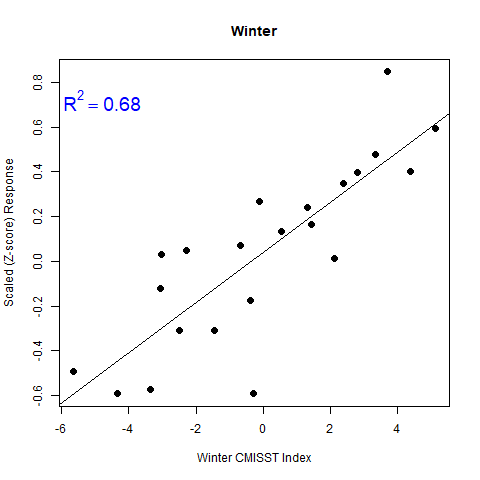 Winter
R² = 0.68
Scaled (Z-score) Response
0.8
0.6
0.4
0.2
0.0
-0.2
-0.4
-0.6
-6 -4 -2 0 2 4
Winter CMISST Index